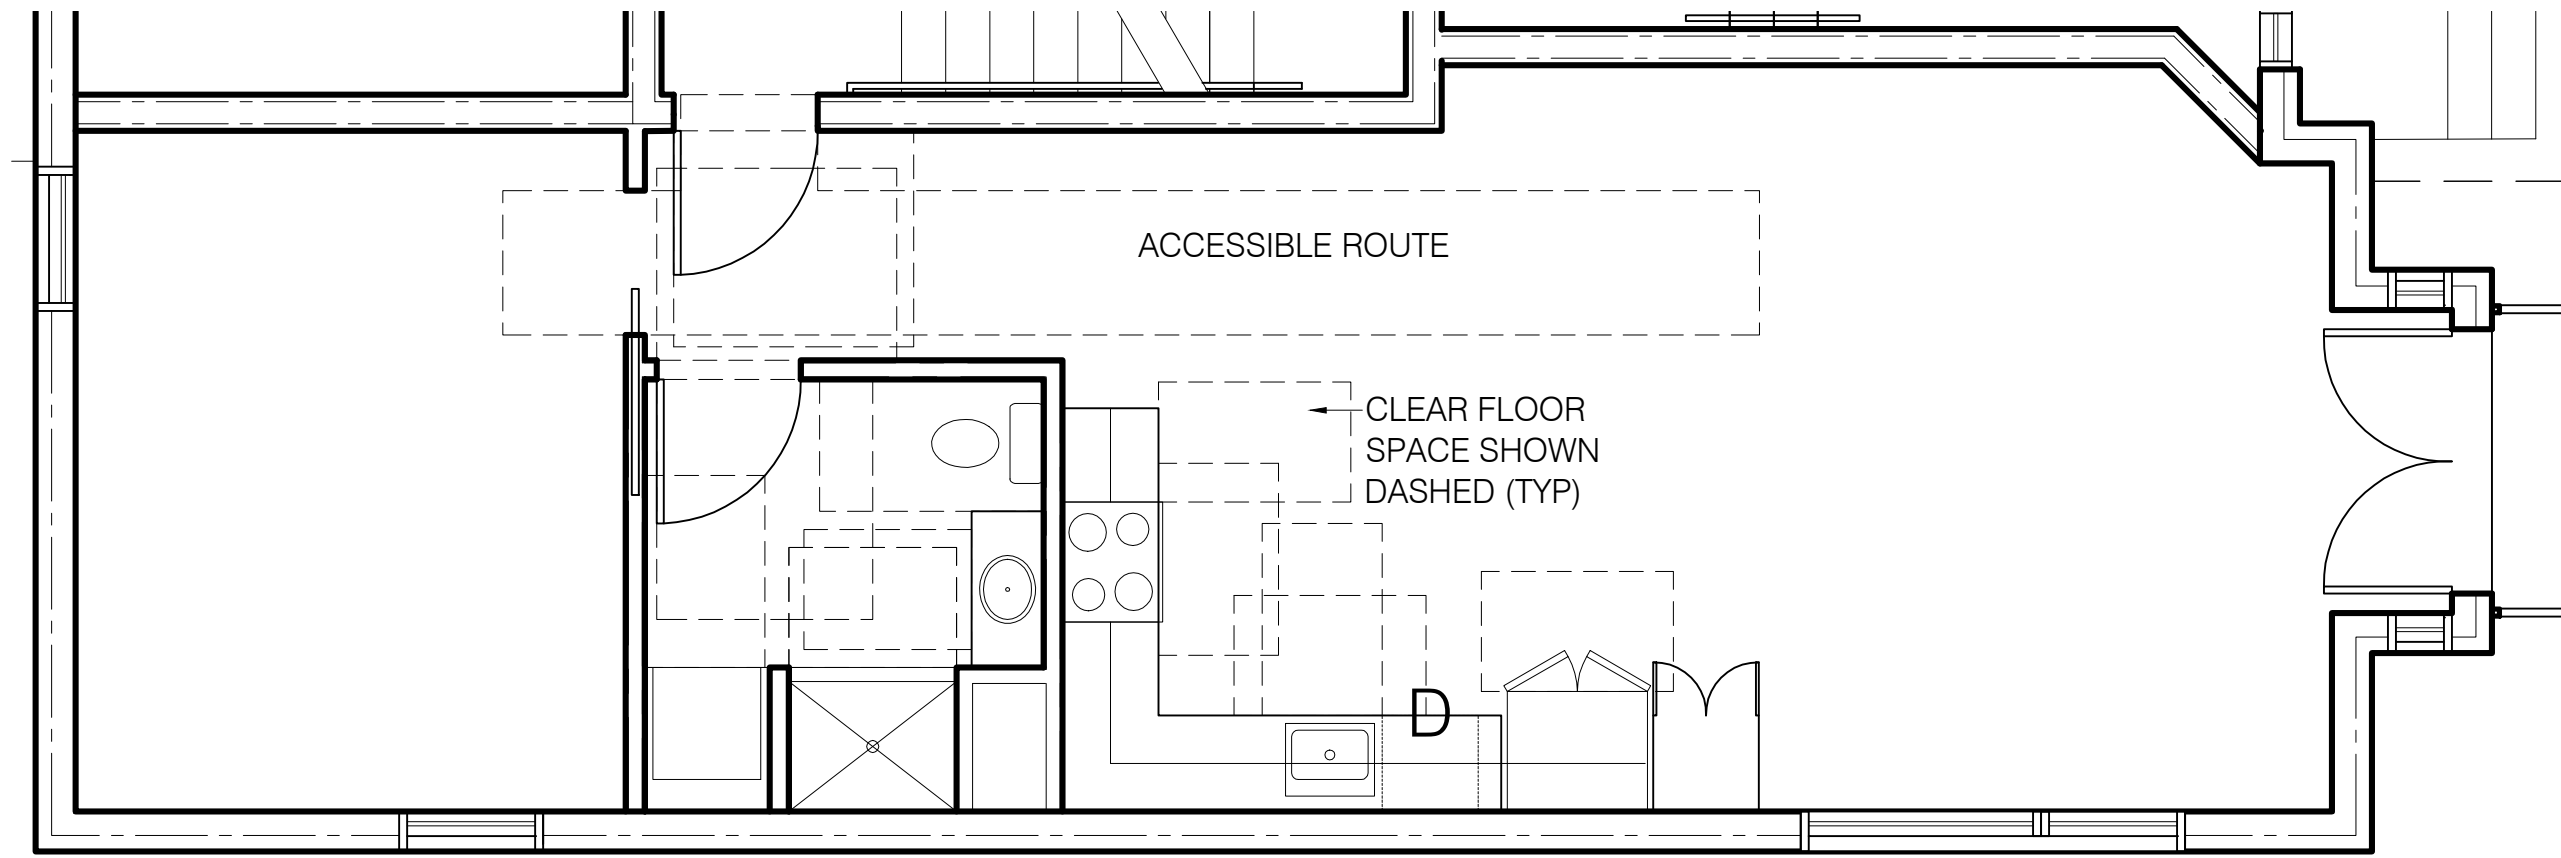 ACCESSIBLE ROUTE
CLEAR FLOOR
SPACE SHOWN
DASHED (TYP)
D